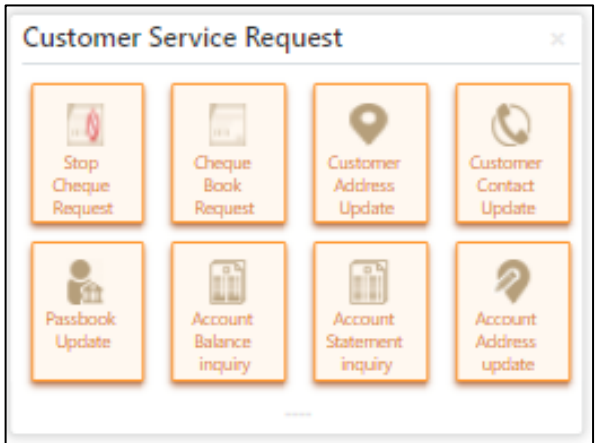 Customer Service Request
Stop
Cheque
Request
Cheque
Book
Request
Customer
Address
Update
Customer
Contact
Update
Passbook
Update
Account
Balance
inquiry
Account
Statement
inquiry
Account
Address
update